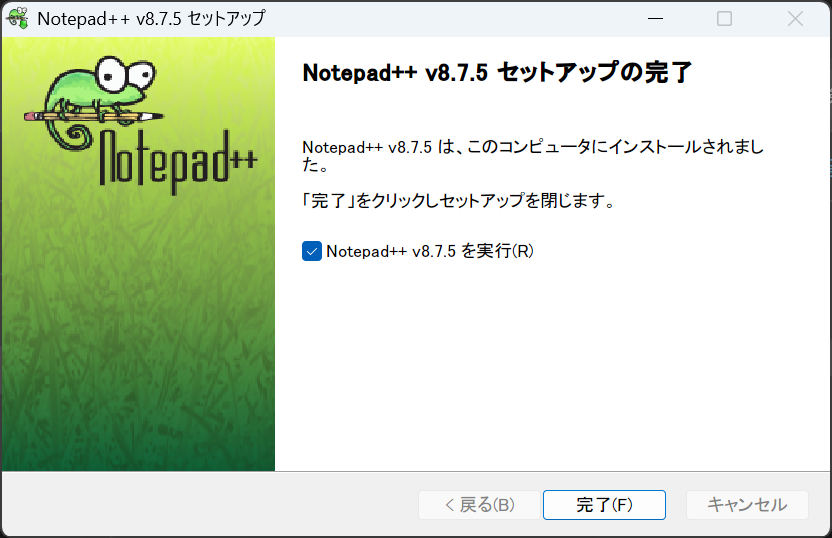 Notepad++ v8.7.5 セットアップ
Notepad++
Notepad++ v8.7.5 セットアップの完了
Notepad++ v8.7.5 は、このコンピュータにインストールされまし
た。
「完了」をクリックしセットアップを閉じます。
Notepad++ v8.7.5 を実行(R)
< 戻る(B) 完了(F) キャンセル